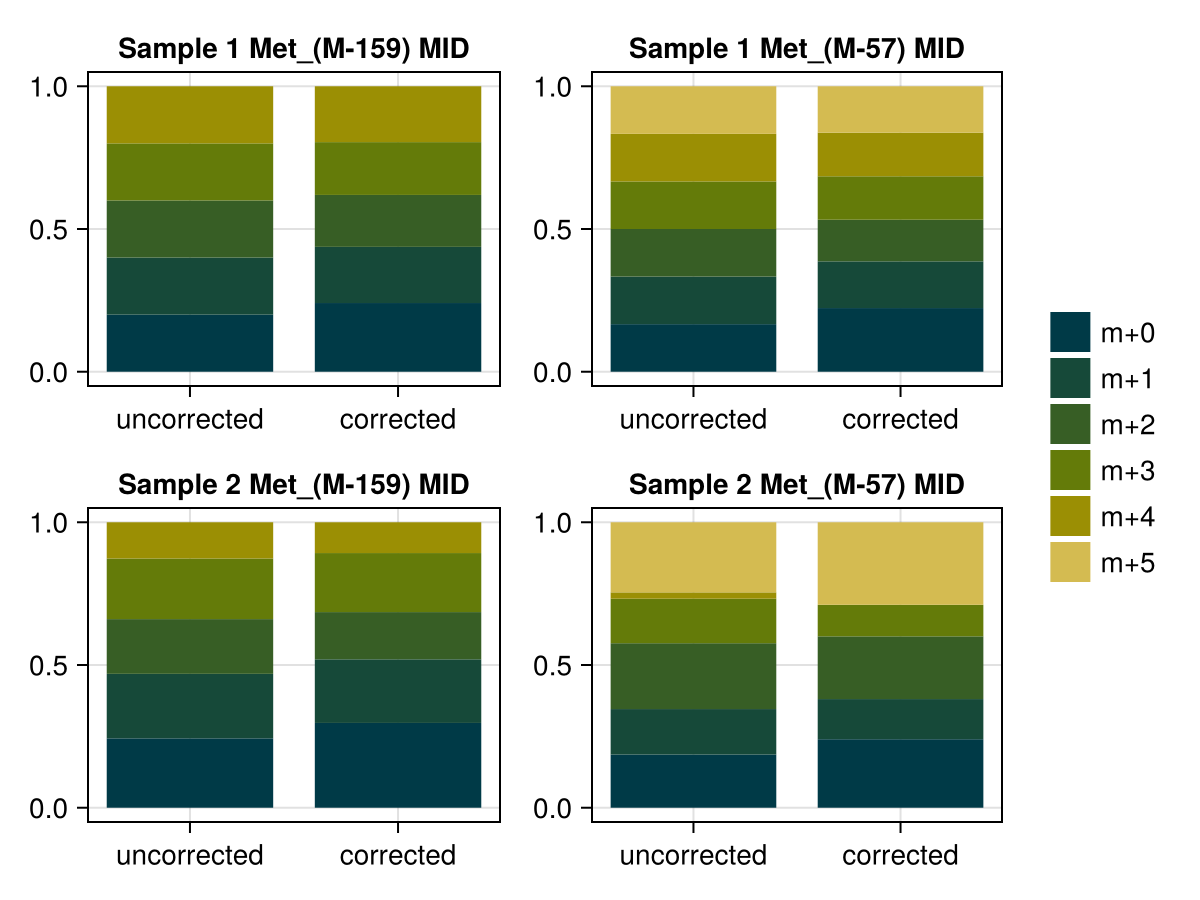 Sample 1 Met_(M-159) MID
1.0
0.5
0.0
uncorrected corrected
Sample 1 Met_(M-57) MID
1.0
0.5
0.0
uncorrected corrected
Sample 2 Met_(M-159) MID
1.0
0.5
0.0
uncorrected corrected
Sample 2 Met_(M-57) MID
1.0
0.5
0.0
uncorrected corrected
m+0
m+1
m+2
m+3
m+4
m+5